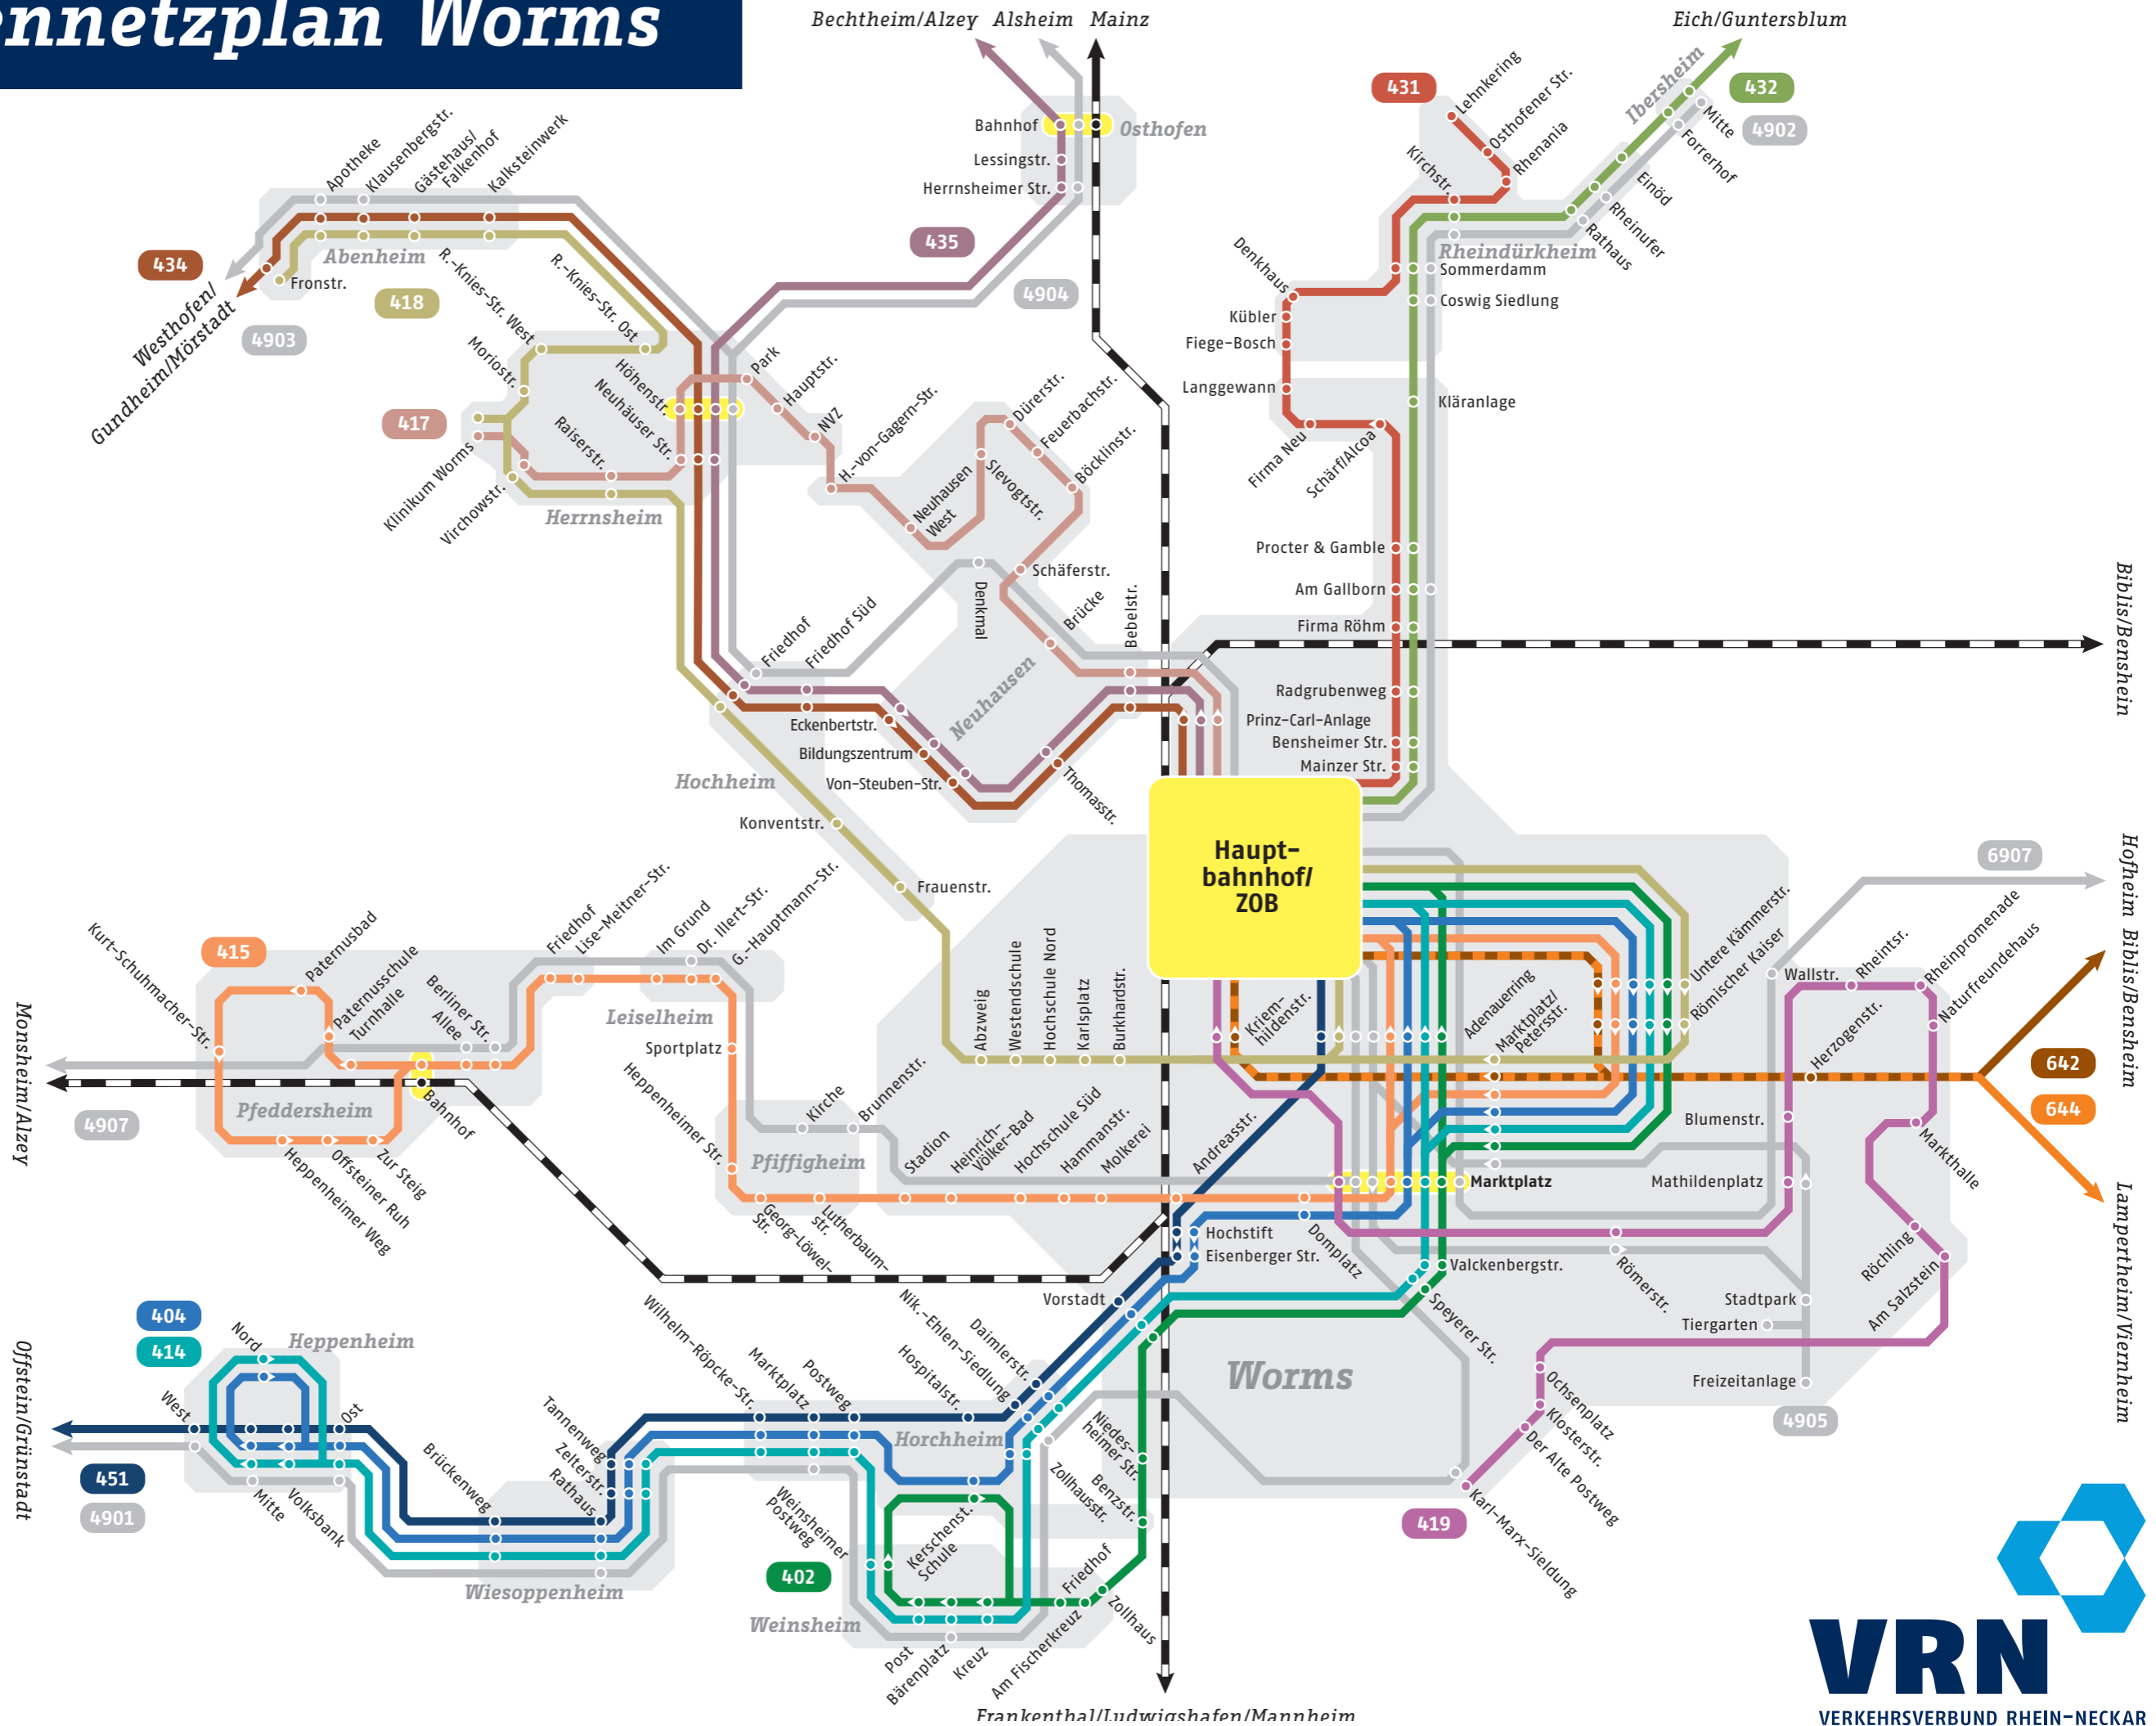 ennetzplan Worms
Bechtheim/Alzey
Alsheim
Mainz
Eich/Guntersblum
431
432
4902
Lehnkering
Osthofener Str.
Rhenania
Kirchstr.
Ibersheim
Mitte
Forrerhof
Einöd
Rheinufer
Rathaus
Rheindürkheim
Bahnhof
Osthofen
Lessingstr.
Herrnsheimer Str.
435
4904
Apotheke
Klausenbergstr.
Gästehaus/
Falkenhof
Kalksteinwerk
Abenheim
434
Fronstr.
418
4903
Westhofen/
Gundheim/Mörstadt
R.-Knies-Str. West
R.-Knies-Str. Ost
Moriostr.
Höhenstr.
Neuhäuser Str.
Park
Hauptstr.
NVZ
417
Raiserstr.
Klinikum Worms
Virchowstr.
Herrnsheim
H.-von-Gagern-Str.
Neuhausen
West
Slevogtstr.
Dürerstr.
Feuerbachstr.
Böcklinstr.
Schäferstr.
Denkmal
Brücke
Bebelstr.
Friedhof
Friedhof Süd
Neuhausen
Eckenbertstr.
Bildungszentrum
Von-Steuben-Str.
Thomasstr.
Hochheim
Konventstr.
Frauenstr.
Denkhaus
Kübler
Fiege-Bosch
Langgewann
Firma Neu
Schärf/Alcoa
Sommerdamm
Coswig Siedlung
Kläranlage
Procter & Gamble
Am Gallborn
Firma Röhm
Radgrubenweg
Prinz-Carl-Anlage
Bensheimer Str.
Mainzer Str.
Biblis/Bensheim
Haupt-
bahnhof/
ZOB
6907
Hofheim
Biblis/Bensheim
642
644
Lampertheim/Viernheim
415
Kurt-Schuhmacher-Str.
Paternusbad
Paternusschule
Turnhalle
Berliner Str.
Allee
Friedhof
Lise-Meitner-Str.
Im Grund
Dr. Illert-Str.
G.-Hauptmann-Str.
Leiselheim
Sportplatz
Heppenheimer Str.
Pfeddersheim
Bahnhof
Monsheim/Alzey
4907
Heppenheimer Weg
Offsteiner Ruh
Zur Steig
Kirche
Brunnenstr.
Pfiffigheim
Georg-Löwel-
Str.
Lutherbaum-
str.
Stadion
Heinrich-
Völker-Bad
Hochschule Süd
Hammanstr.
Molkerei
Abzweig
Westendschule
Hochschule Nord
Karlsplatz
Burkhardstr.
Kriem-
hildenstr.
Andreasstr.
Adenauerring
Marktplatz/
Petersstr.
Untere Kämmerstr.
Römischer Kaiser
Wallstr.
Rheintsr.
Rheinpromenade
Naturfreundehaus
Herzogenstr.
Blumenstr.
Markthalle
Mathildenplatz
Marktplatz
Hochstift
Eisenberger Str.
Domplatz
Valckenbergstr.
Speyerer Str.
Römerstr.
Röchling
Am Salzstein
Stadtpark
Tiergarten
Freizeitanlage
4905
Worms
Ochsenplatz
Klosterstr.
Der Alte Postweg
Karl-Marx-Sieldung
419
Vorstadt
404
414
Nord
Heppenheim
West
Ost
Offstein/Grünstadt
451
4901
Mitte
Volksbank
Brückenweg
Tannenweg
Zelterstr.
Rathaus
Wiesoppenheim
Wilhelm-Röpcke-Str.
Marktplatz
Postweg
Hospitalstr.
Nik.-Ehlen-Siedlung
Daimlerstr.
Horchheim
Weinsheimer
Postweg
402
Kerschenst.
Schule
Weinsheim
Niedes-
heimer Str.
Zollhausstr.
Benzstr.
Friedhof
Zollhaus
Post
Bärenplatz
Kreuz
Am Fischerkreuz
Frankenthal/Ludwigshafen/Mannheim
VRN
VERKEHRSVERBUND RHEIN-NECKAR